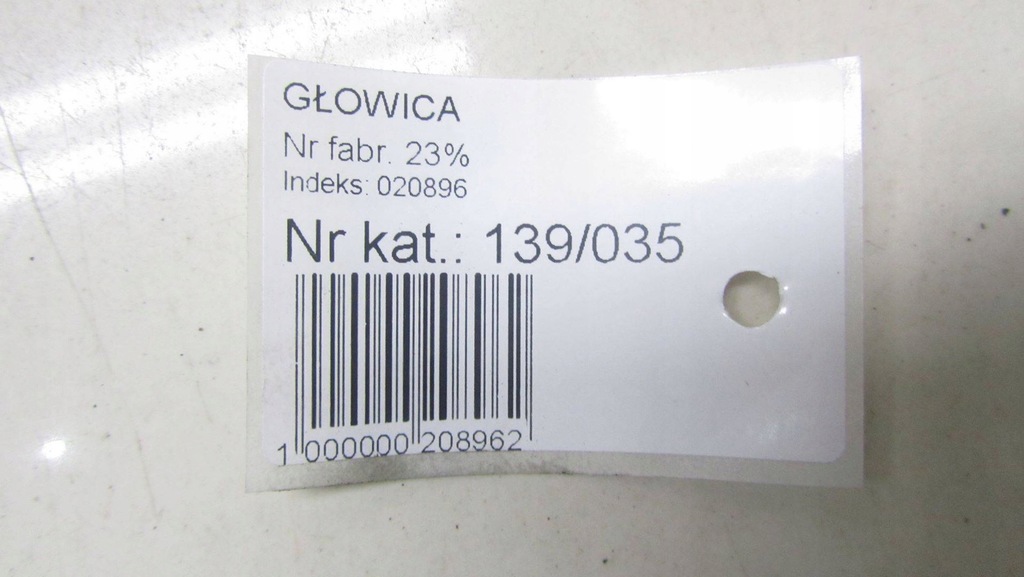 GŁOWICA
Nr fabr. 23%
Indeks: 020896
Nr kat.: 139/035
1 000000 208962